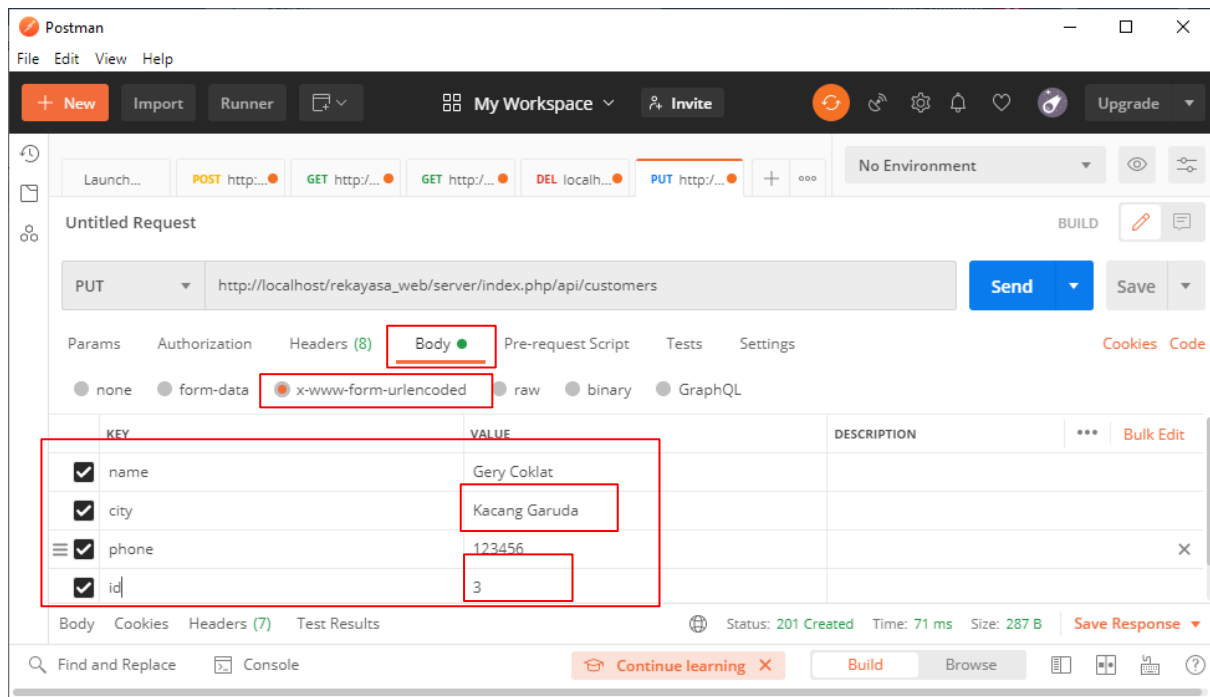 Postman
File Edit View Help
+ New Import Runner My Workspace Invite Upgrade
Launch... POST http:... GET http:/... GET http:/... DEL localh... PUT http:/... + ooo No Environment
Untitled Request BUILD
PUT http://localhost/rekayasa_web/server/index.php/api/customers Send Save
Params Authorization Headers (8) Body Pre-request Script Tests Settings Cookies Code
none form-data x-www-form-urlencoded raw binary GraphQL
KEY VALUE DESCRIPTION ••• Bulk Edit
name Gery Coklat
city Kacang Garuda
phone 123456
id 3
Body Cookies Headers (7) Test Results Status: 201 Created Time: 71 ms Size: 287 B Save Response
Find and Replace Console Continue learning X Build Browse